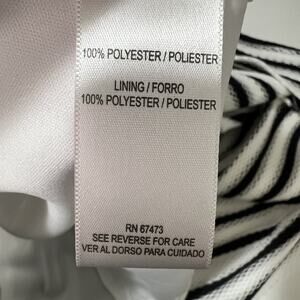 100% POLYESTER / POLIESTER
LINING / FORRO
100% POLYESTER / POLIESTER
RN 67473
SEE REVERSE FOR CARE
VER AL DORSO PARA CUIDADO